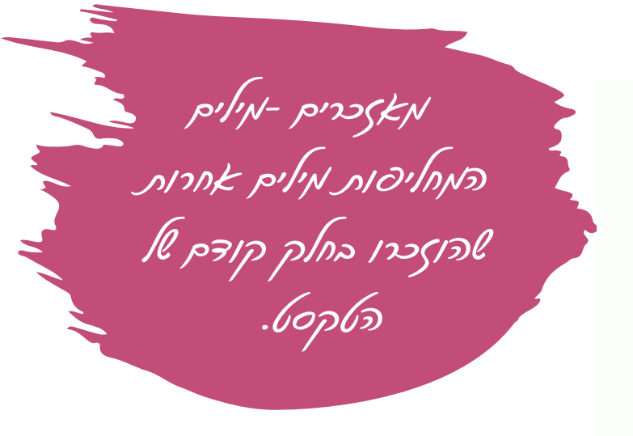 מאזכרים -מילים
המחליפות מילים אחרות
שהוזכרו בחלק קודם של
הטקסט.